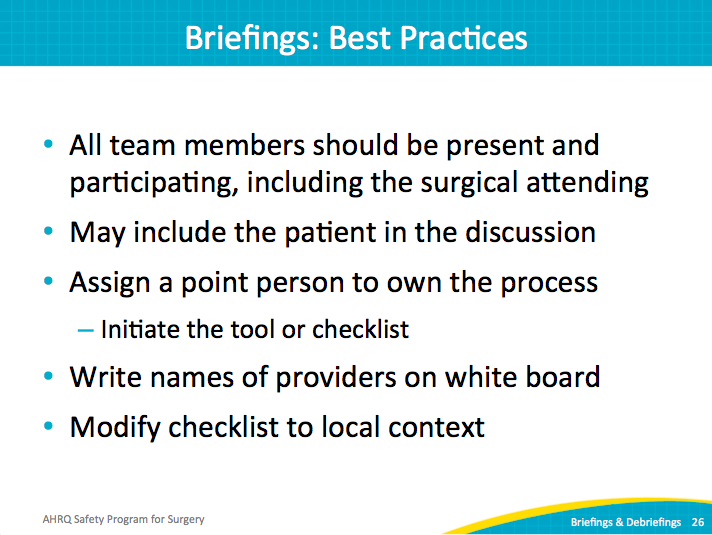 Briefings: Best Practices
• All team members should be present and
participating, including the surgical attending
• May include the patient in the discussion
• Assign a point person to own the process
– Initiate the tool or checklist
• Write names of providers on white board
• Modify checklist to local context
AHRQ Safety Program for Surgery
Briefings & Debriefings 26